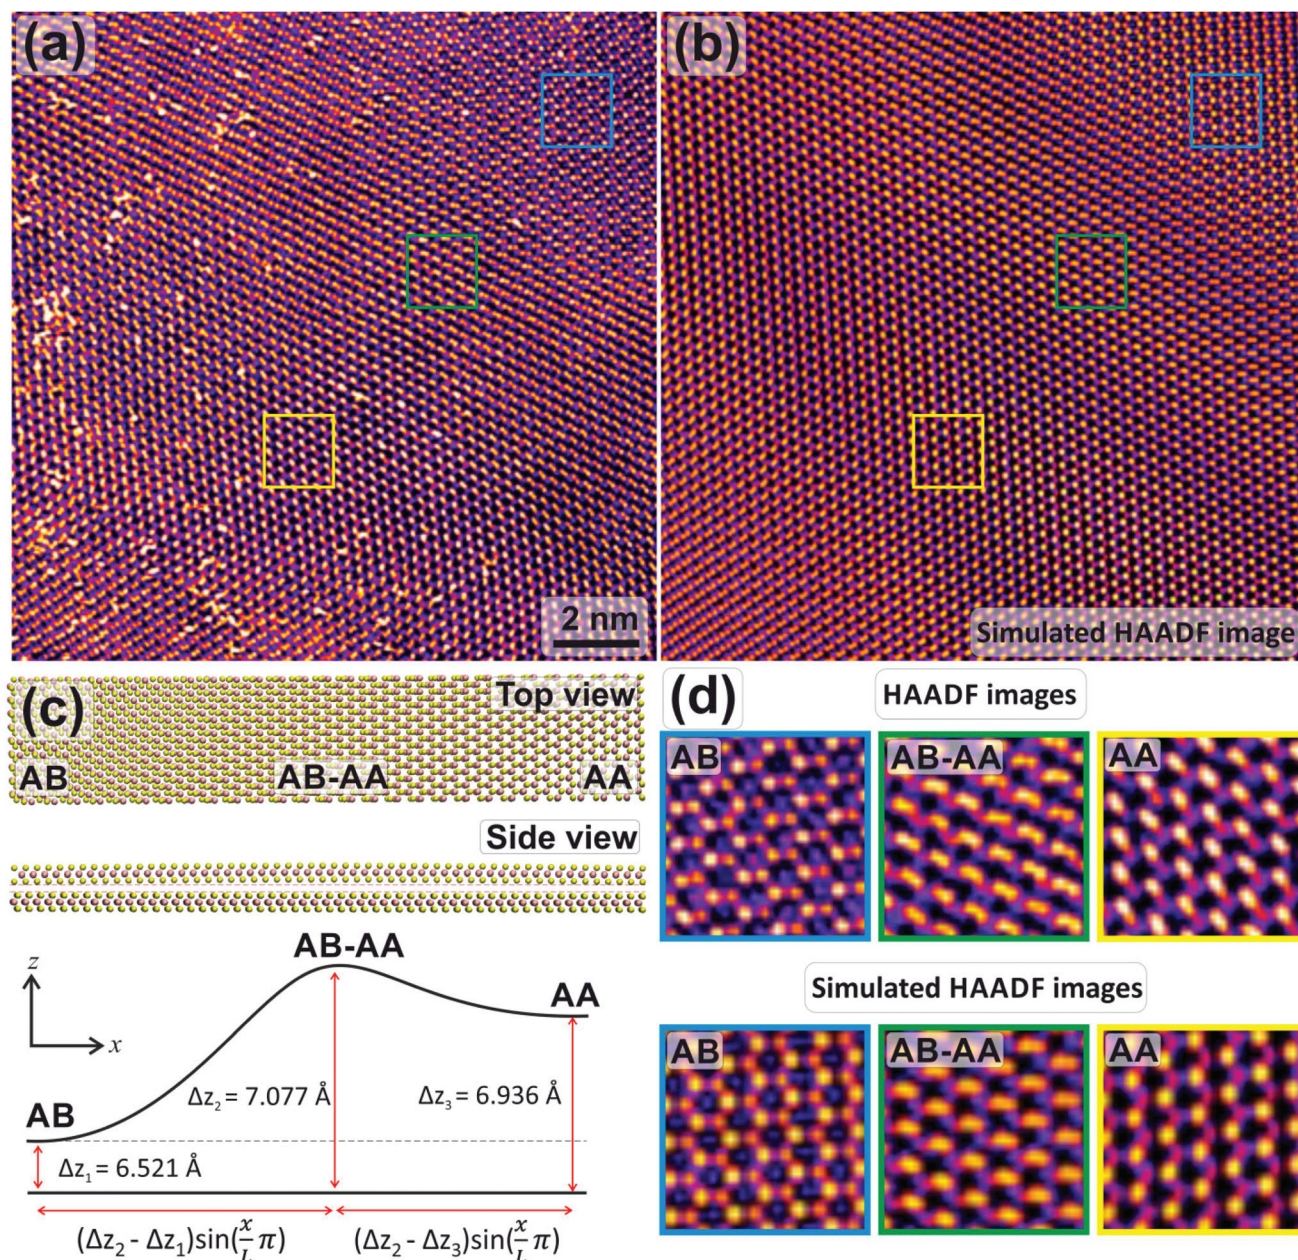 (a)
(b)
2 nm
Simulated HAADF image
(c)
Top view
AB
AB-AA
AA
Side view
z
x
AB
AB-AA
AA
Δz₁ = 6.521 Å
Δz₂ = 7.077 Å
Δz₃ = 6.936 Å
(Δz₂ - Δz₁)sin(x/L π)
(Δz₂ - Δz₃)sin(x/L π)
(d)
HAADF images
AB
AB-AA
AA
Simulated HAADF images
AB
AB-AA
AA